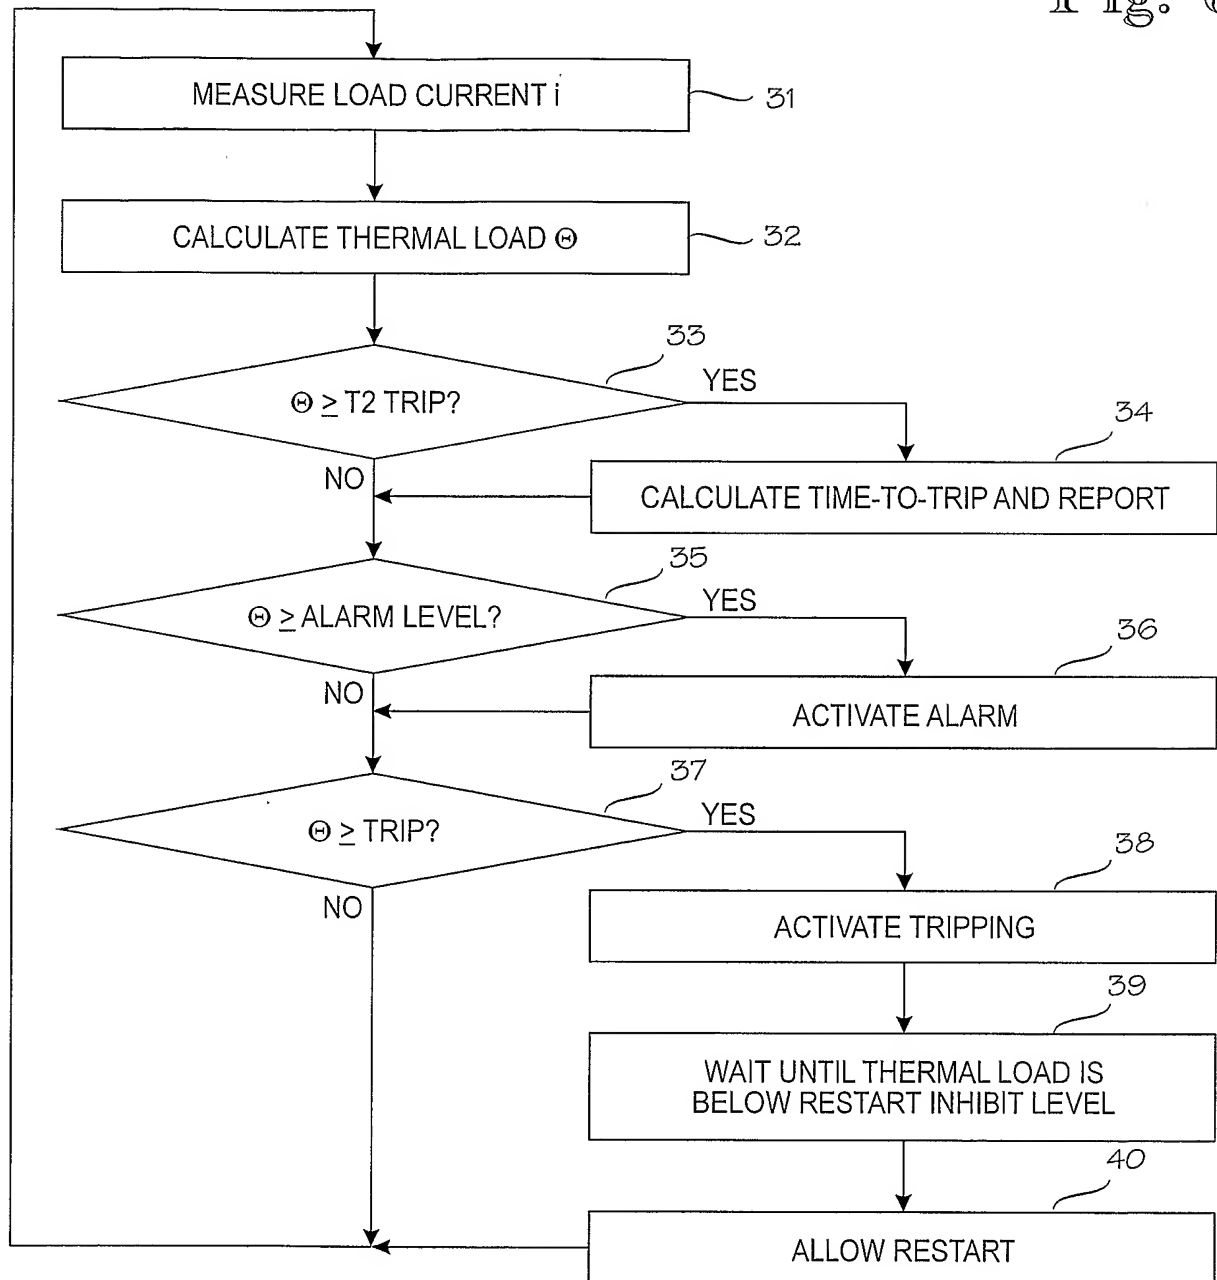 Fig.
MEASURE LOAD CURRENT i
31
CALCULATE THERMAL LOAD Θ
32
33
Θ ≥ T2 TRIP?
YES
NO
34
CALCULATE TIME-TO-TRIP AND REPORT
35
Θ ≥ ALARM LEVEL?
YES
NO
36
ACTIVATE ALARM
37
Θ ≥ TRIP?
YES
NO
38
ACTIVATE TRIPPING
39
WAIT UNTIL THERMAL LOAD IS
BELOW RESTART INHIBIT LEVEL
40
ALLOW RESTART